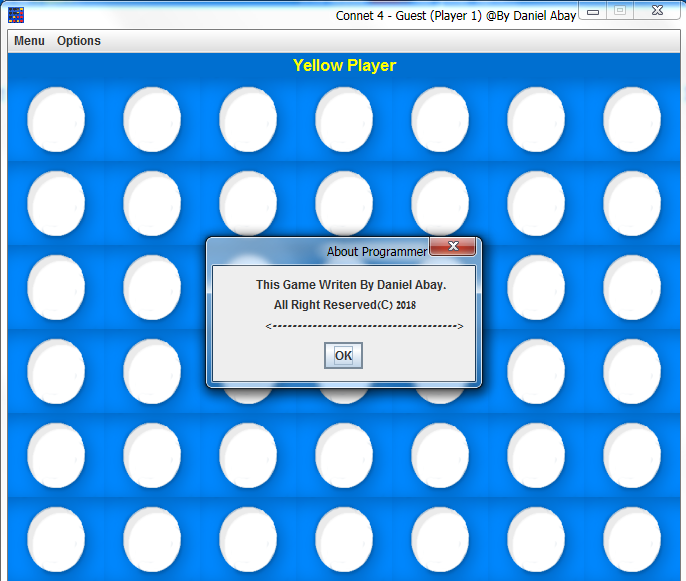 Connet 4 - Guest (Player 1) @By Daniel Abay
Menu Options
Yellow Player
About Programmer
This Game Writen By Daniel Abay.
All Right Reserved(C) 2018
<------------------------------------->
OK